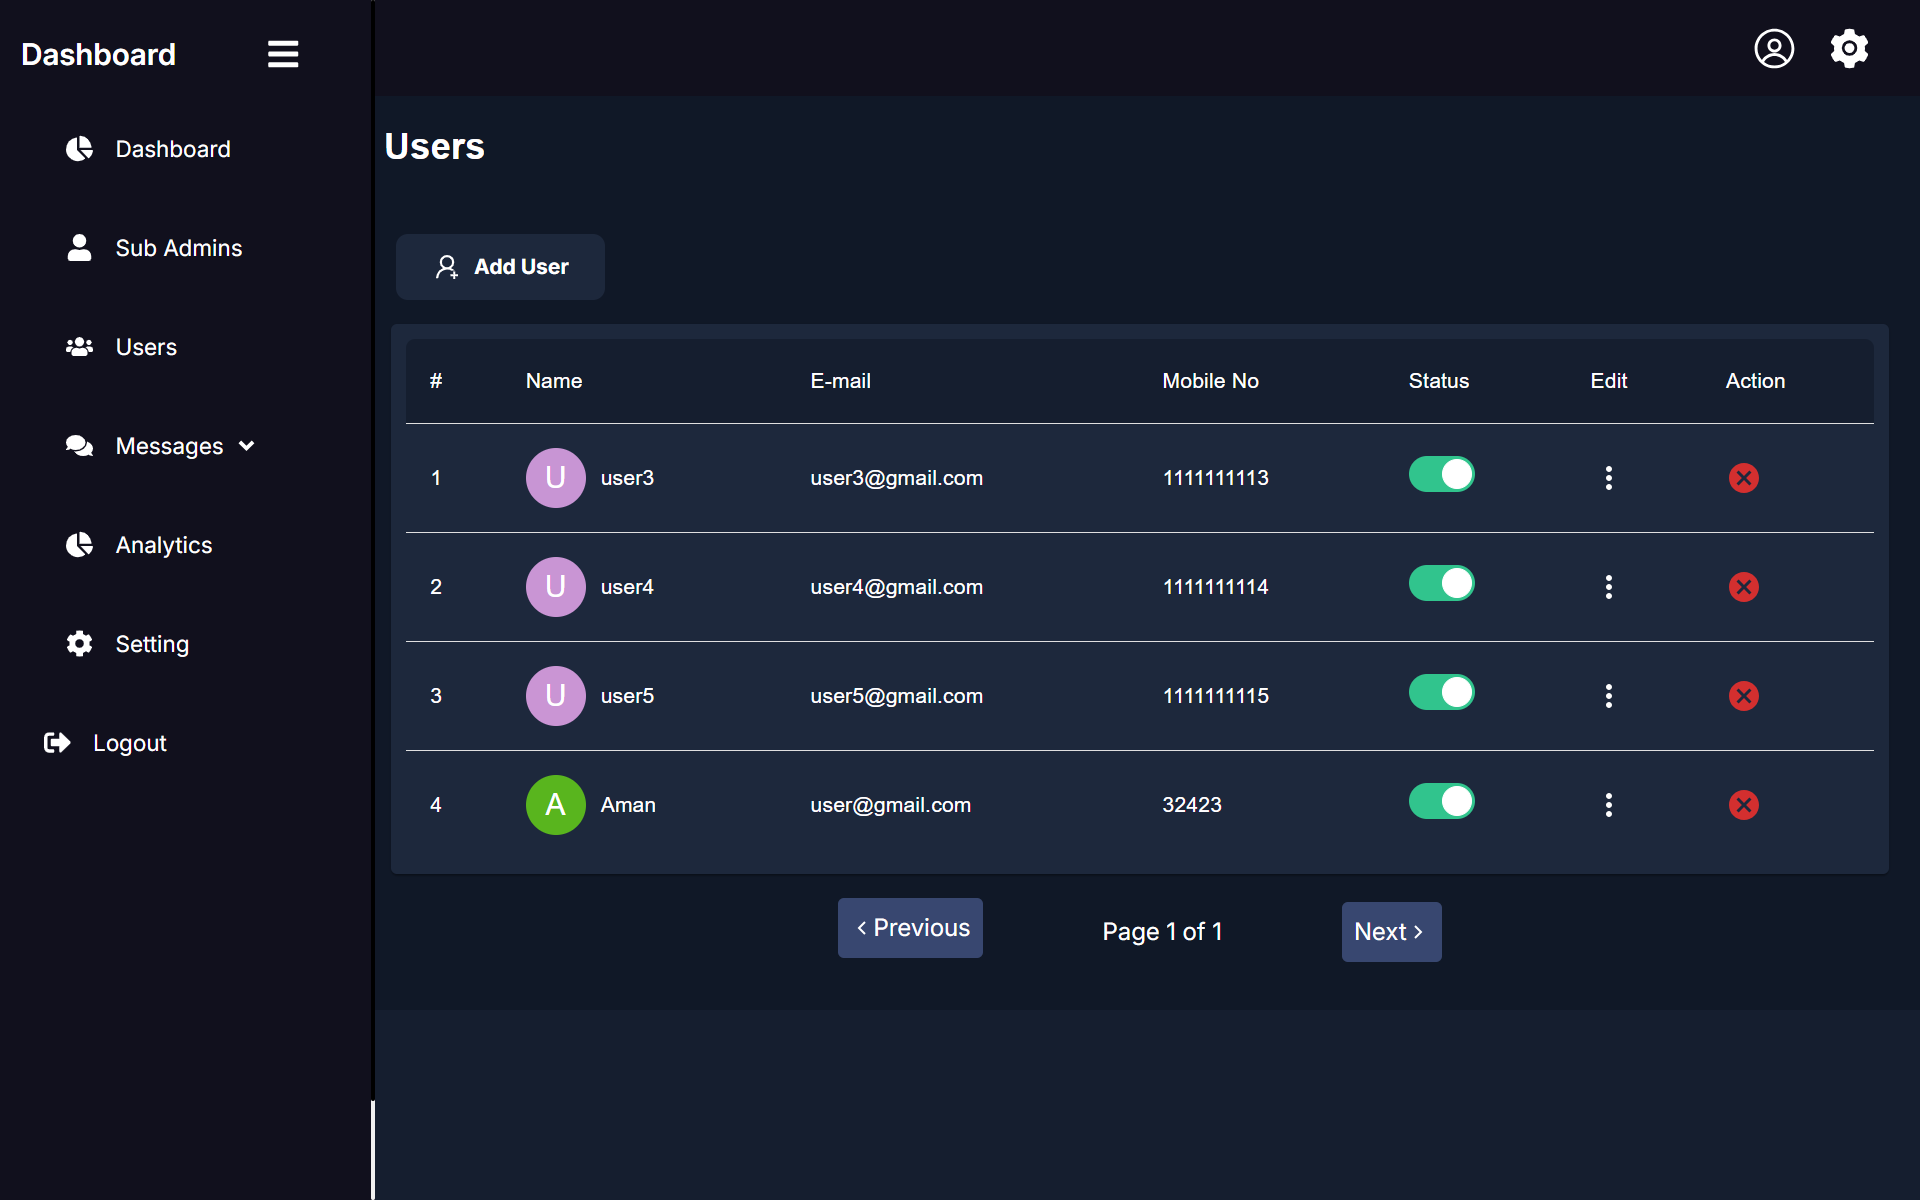 Dashboard
Dashboard
Sub Admins
Users
Messages
Analytics
Setting
Logout
Users
Add User
# Name E-mail Mobile No Status Edit Action
1 U user3 user3@gmail.com 1111111113
2 U user4 user4@gmail.com 1111111114
3 U user5 user5@gmail.com 1111111115
4 A Aman user@gmail.com 32423
‹ Previous Page 1 of 1 Next ›